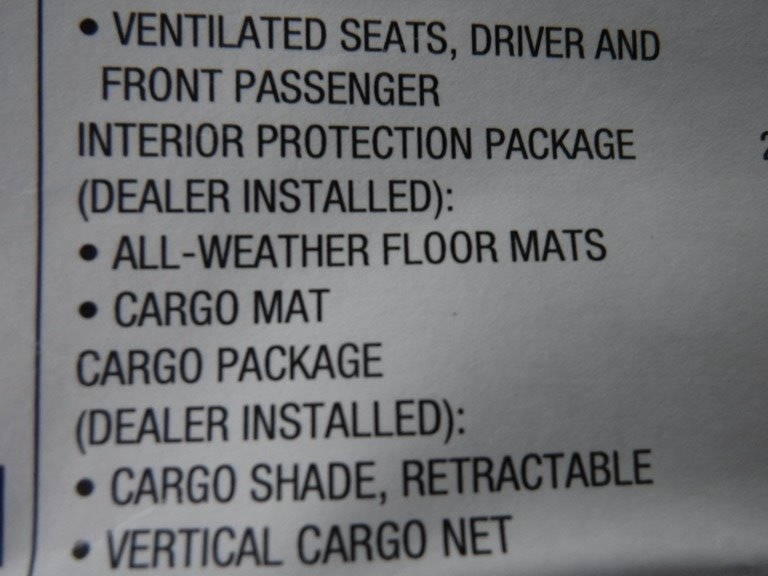 • VENTILATED SEATS, DRIVER AND
FRONT PASSENGER
INTERIOR PROTECTION PACKAGE
(DEALER INSTALLED):
• ALL-WEATHER FLOOR MATS
• CARGO MAT
CARGO PACKAGE
(DEALER INSTALLED):
• CARGO SHADE, RETRACTABLE
• VERTICAL CARGO NET